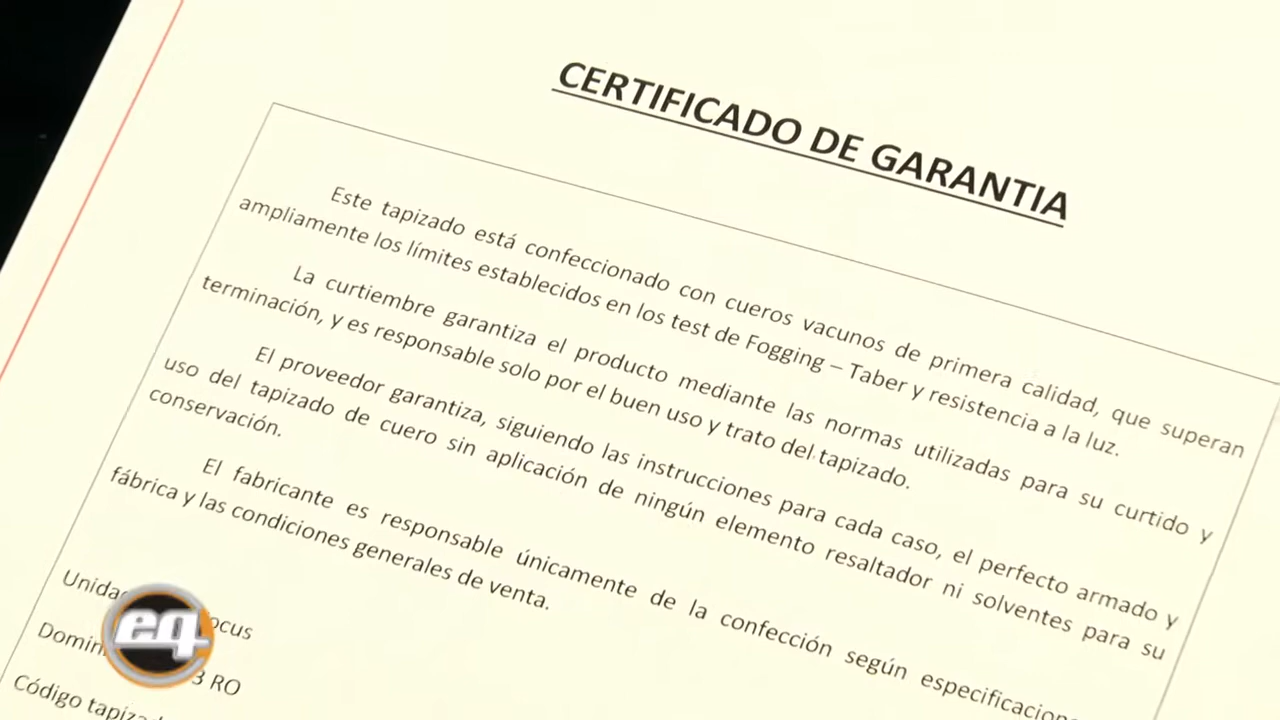 CERTIFICADO DE GARANTIA
Este tapizado está confeccionado con cueros vacunos de primera calidad, que superan
ampliamente los límites establecidos en los test de Fogging – Taber y resistencia a la luz.
La curtiembre garantiza el producto mediante las normas utilizadas para su curtido y
terminación, y es responsable solo por el buen uso y trato del tapizado.
El proveedor garantiza, siguiendo las instrucciones para cada caso, el perfecto armado y
uso del tapizado de cuero sin aplicación de ningún elemento resaltador ni solventes para su
conservación.
El fabricante es responsable únicamente de la confección según
fábrica y las condiciones generales de venta.
3 RO
Código
eq